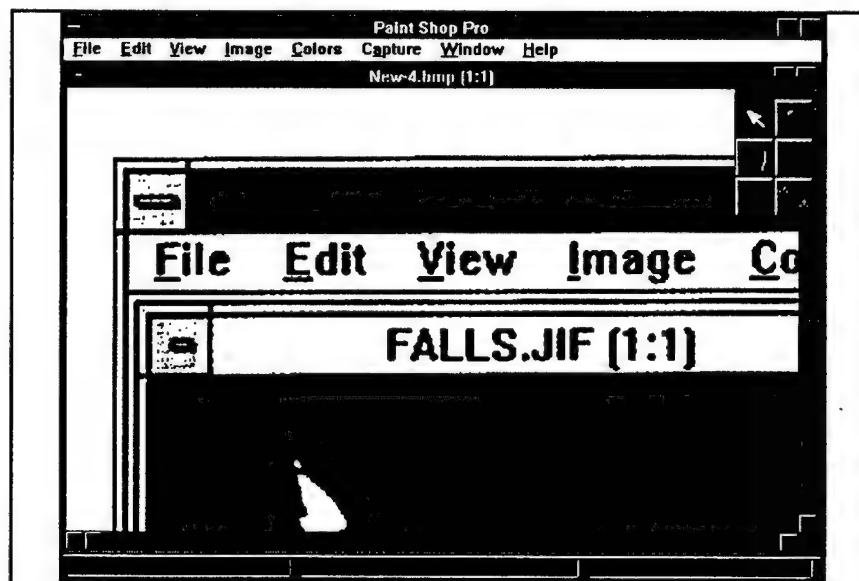 Paint Shop Pro
File Edit View Image Colors Capture Window Help
New-4.bmp (1:1)
File Edit View Image Co
FALLS.JIF (1:1)